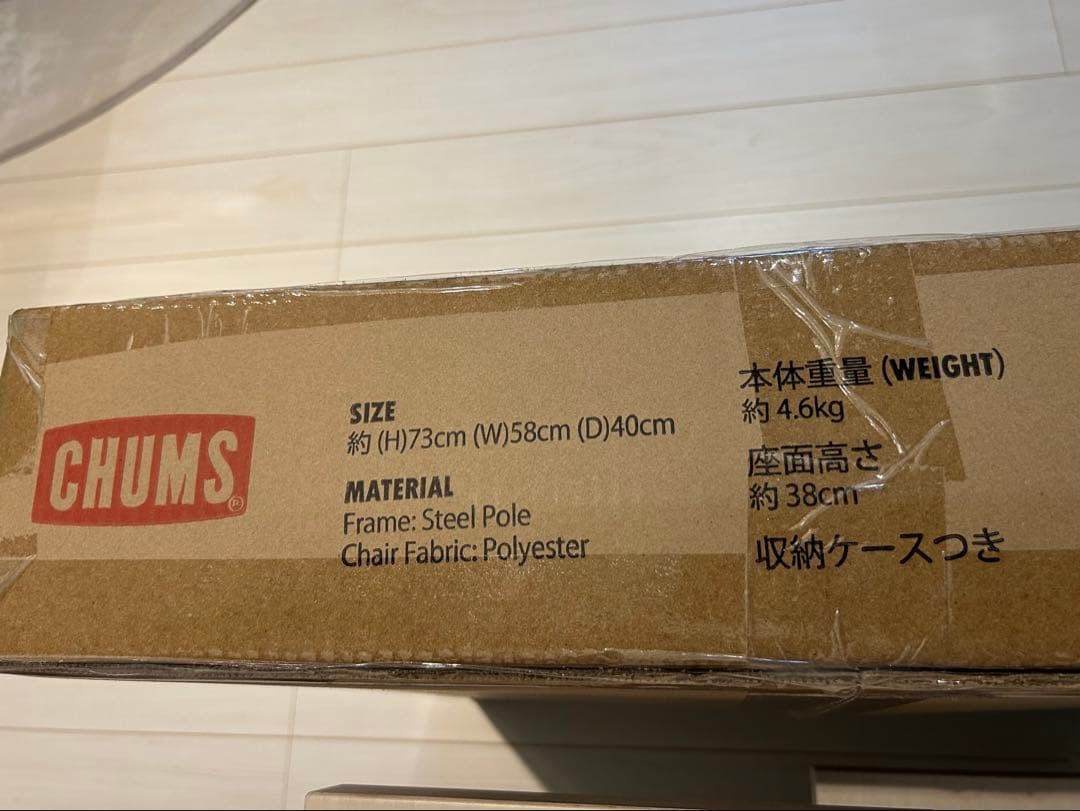 CHUMS®
SIZE
約 (H)73cm (W)58cm (D)40cm
MATERIAL
Frame: Steel Pole
Chair Fabric: Polyester
本体重量 (WEIGHT)
約 4.6kg
座面高さ
約 38cm
収納ケースつき